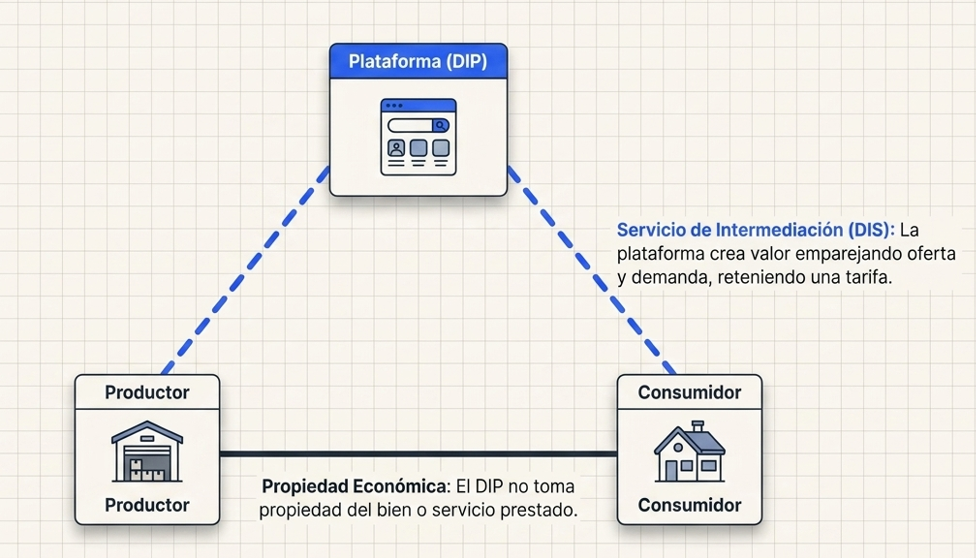 Plataforma (DIP)
Servicio de Intermediación (DIS): La
plataforma crea valor emparejando oferta
y demanda, reteniendo una tarifa.
Productor
Productor
Consumidor
Consumidor
Propiedad Económica: El DIP no toma
propiedad del bien o servicio prestado.